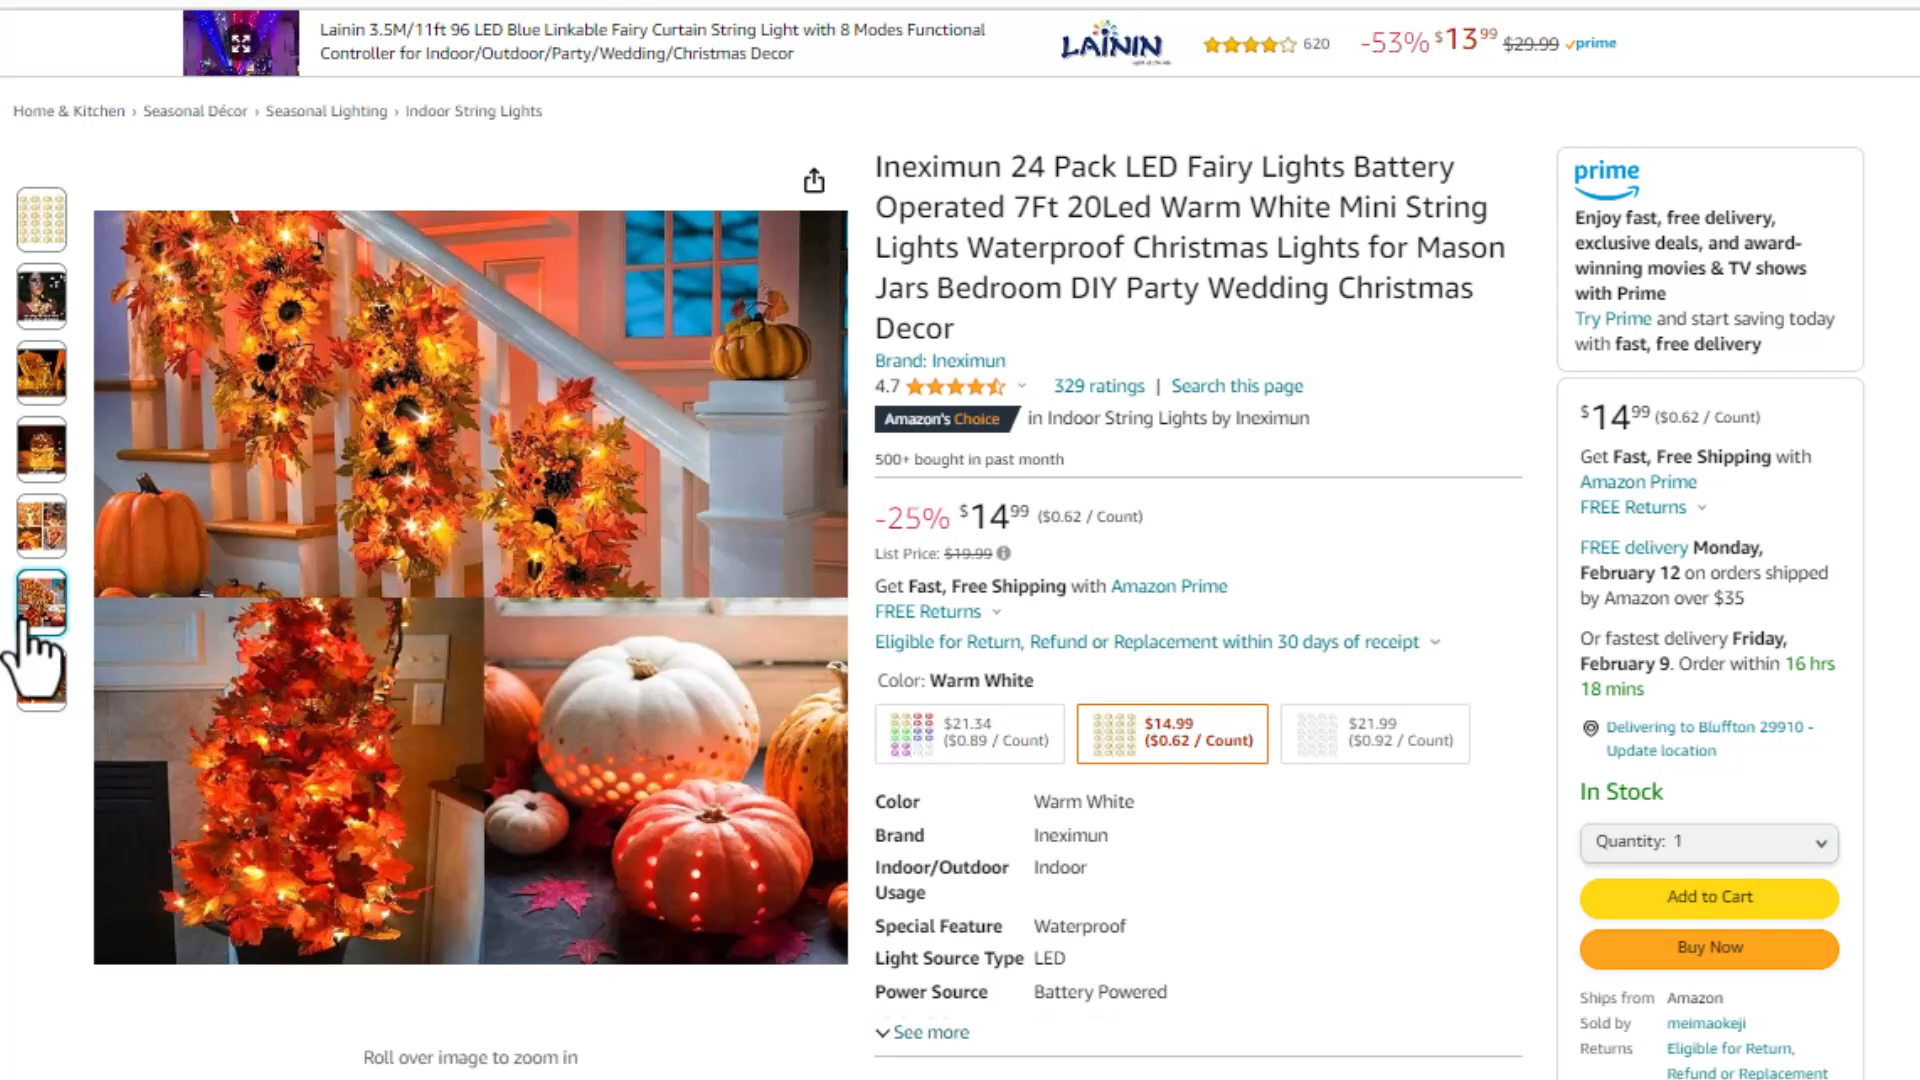 Lainin 3.5M/11ft 96 LED Blue Linkable Fairy Curtain String Light with 8 Modes Functional
Controller for Indoor/Outdoor/Party/Wedding/Christmas Decor
LAININ
620
-53% $13.99 $29.99 prime
Home & Kitchen › Seasonal Décor › Seasonal Lighting › Indoor String Lights
Ineximun 24 Pack LED Fairy Lights Battery
Operated 7Ft 20Led Warm White Mini String
Lights Waterproof Christmas Lights for Mason
Jars Bedroom DIY Party Wedding Christmas
Decor
Brand: Ineximun
4.7 329 ratings | Search this page
Amazon's Choice in Indoor String Lights by Ineximun
500+ bought in past month
-25% $14.99 ($0.62 / Count)
List Price: $19.99
Get Fast, Free Shipping with Amazon Prime
FREE Returns
Eligible for Return, Refund or Replacement within 30 days of receipt
Color: Warm White
$21.34
($0.89 / Count)
$14.99
($0.62 / Count)
$21.99
($0.92 / Count)
Color Warm White
Brand Ineximun
Indoor/Outdoor Indoor
Usage
Special Feature Waterproof
Light Source Type LED
Power Source Battery Powered
See more
Roll over image to zoom in
prime
Enjoy fast, free delivery,
exclusive deals, and award-
winning movies & TV shows
with Prime
Try Prime and start saving today
with fast, free delivery
$14.99 ($0.62 / Count)
Get Fast, Free Shipping with
Amazon Prime
FREE Returns
FREE delivery Monday,
February 12 on orders shipped
by Amazon over $35
Or fastest delivery Friday,
February 9. Order within 16 hrs
18 mins
Delivering to Bluffton 29910 -
Update location
In Stock
Quantity: 1
Add to Cart
Buy Now
Ships from Amazon
Sold by meimaokeji
Returns Eligible for Return,
Refund or Replacement